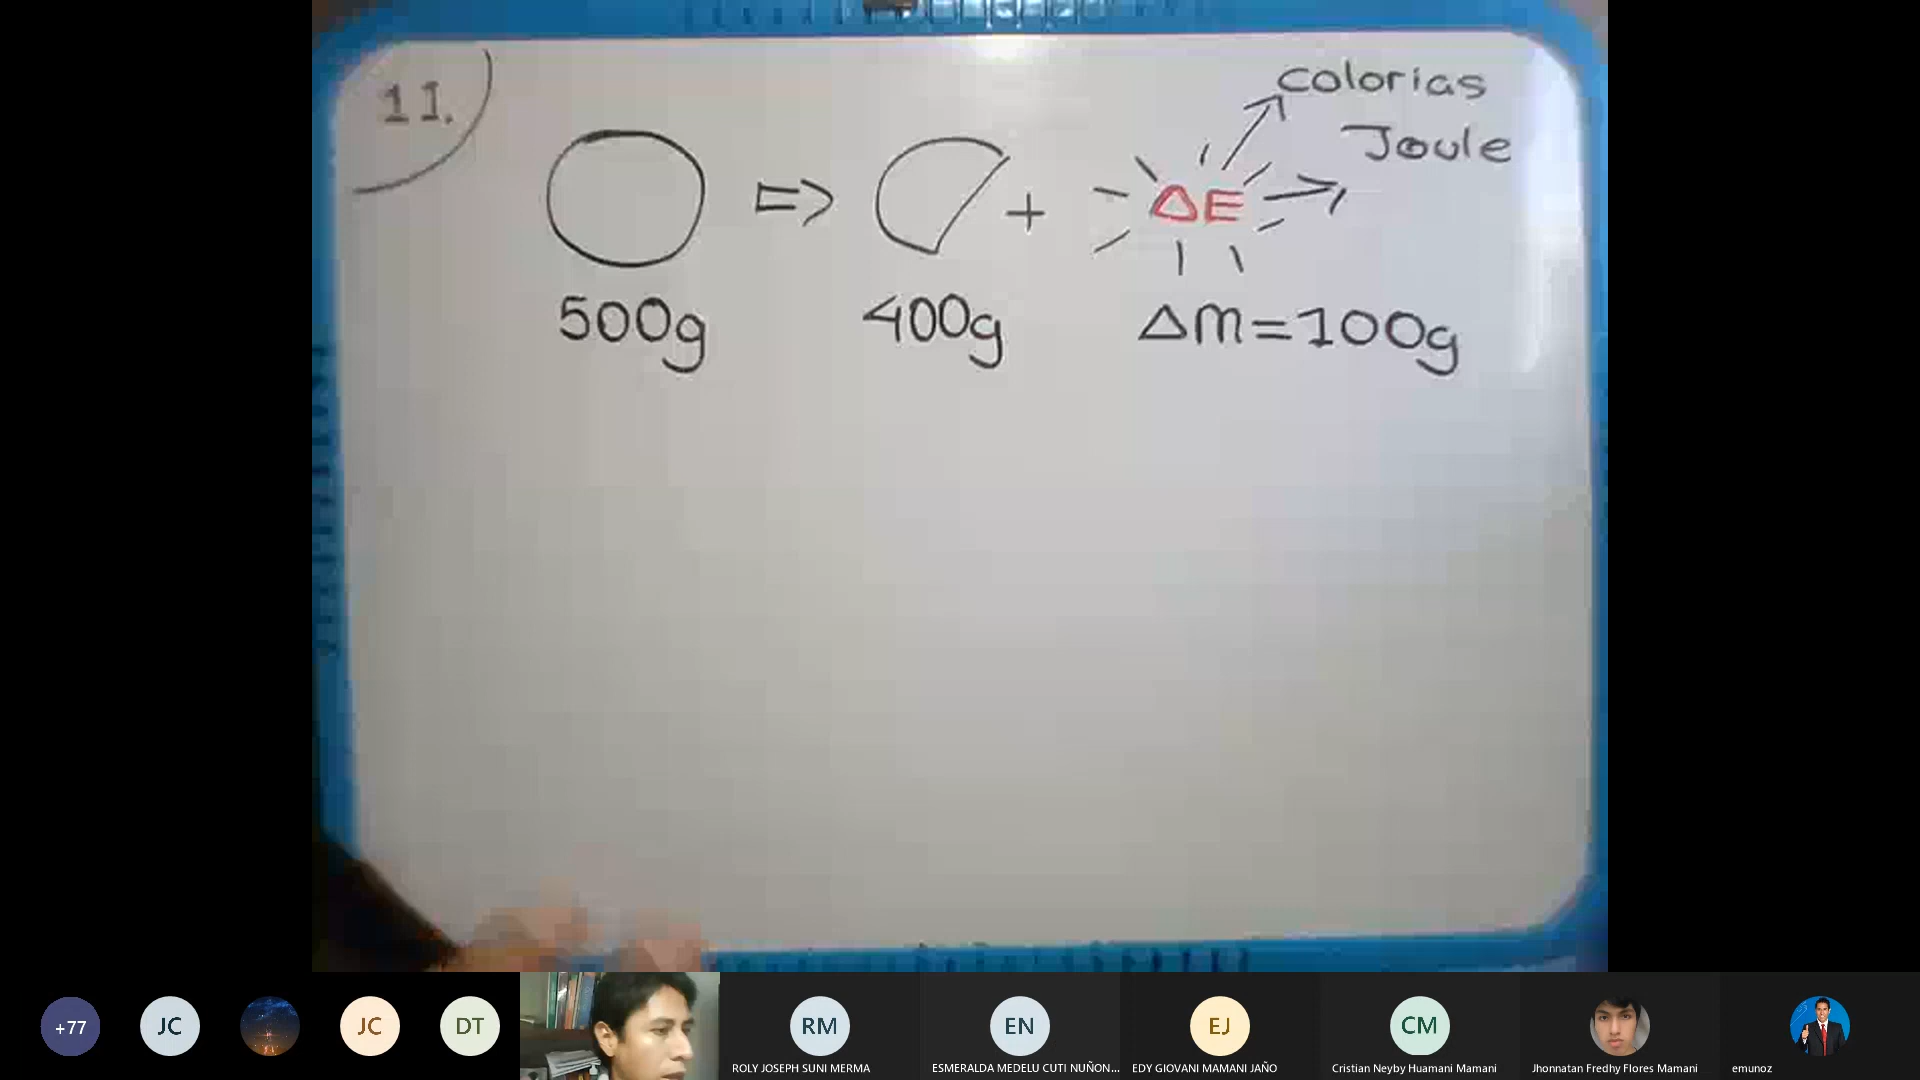 11.
Colorias
Joule
⇒ + ΔE →
500g 400g Δm=100g
+77 JC JC DT RM EN EJ CM
ROLY JOSEPH SUNI MERMA ESMERALDA MEDELU CUTI NUÑON... EDY GIOVANI MAMANI JAÑO Cristian Neyby Huamani Mamani Jhonnatan Fredhy Flores Mamani emunoz